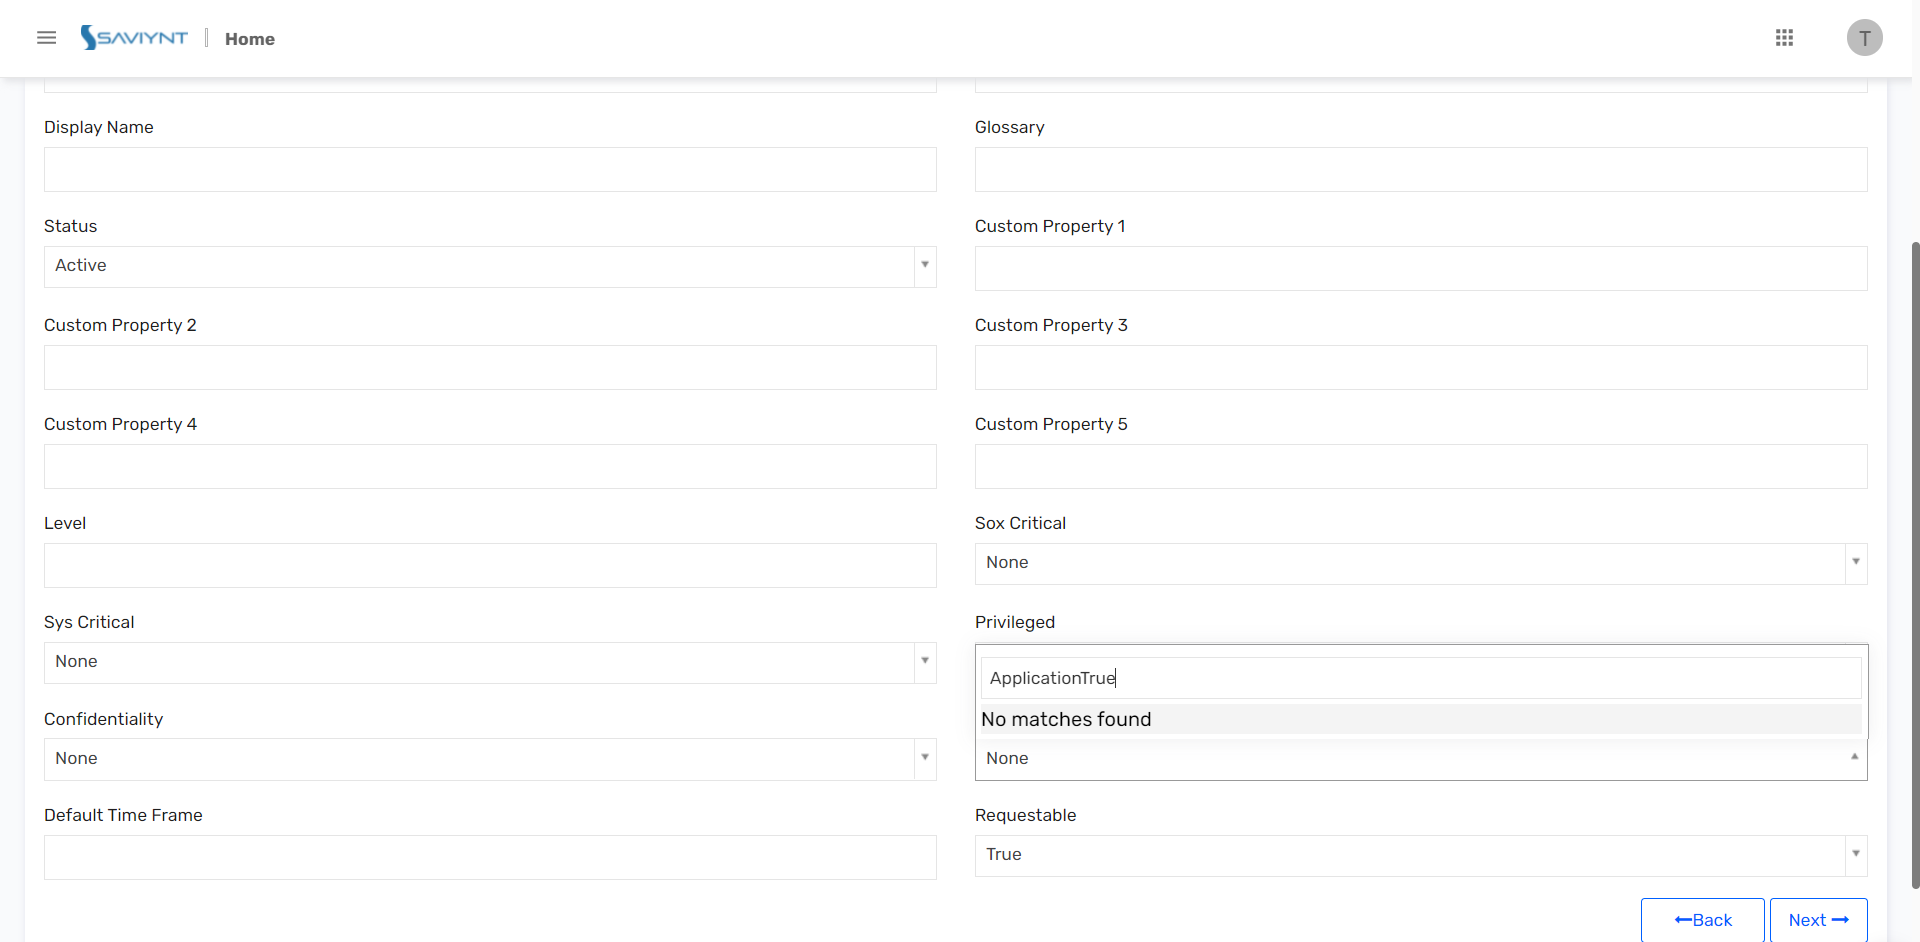 SAVIYNT
Home
T
Display Name
Glossary
Status
Active
Custom Property 1
Custom Property 2
Custom Property 3
Custom Property 4
Custom Property 5
Level
Sox Critical
None
Sys Critical
None
Privileged
ApplicationTrue
No matches found
Confidentiality
None
None
Default Time Frame
Requestable
True
Back
Next